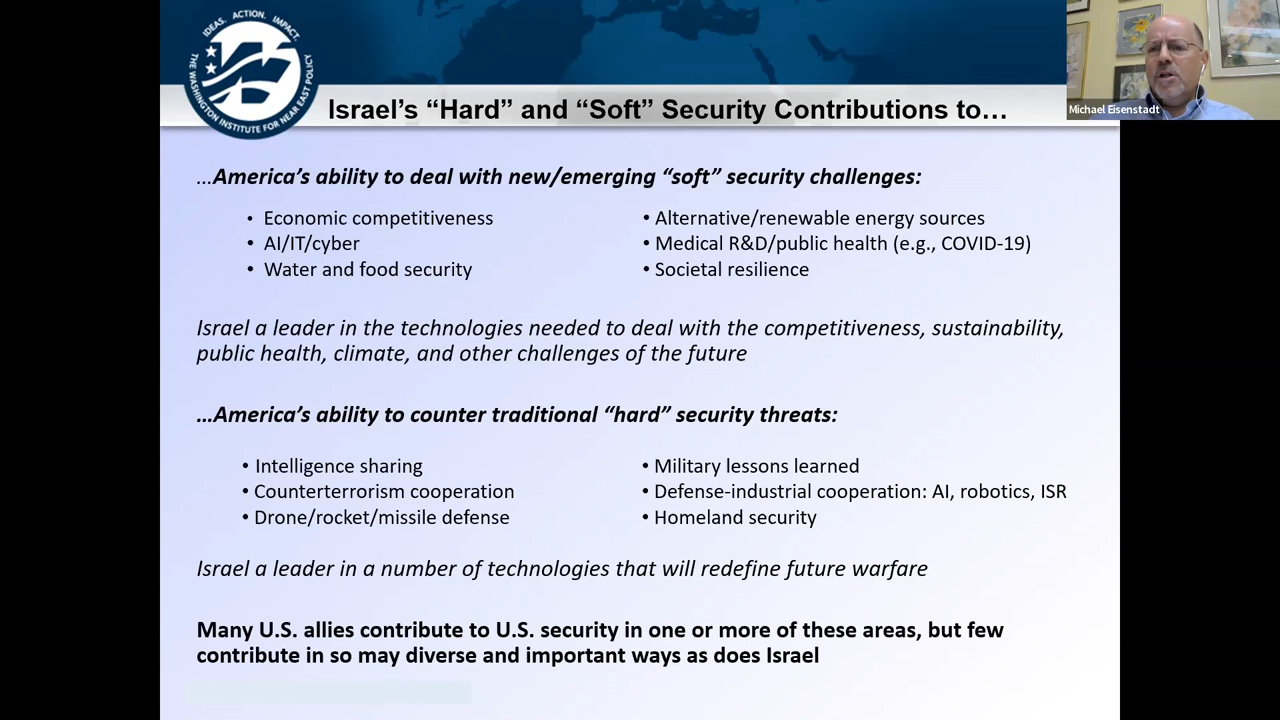 IDEAS. ACTION. IMPACT.
THE WASHINGTON INSTITUTE FOR NEAR EAST POLICY
Michael Eisenstadt
Israel’s “Hard” and “Soft” Security Contributions to…
…America’s ability to deal with new/emerging “soft” security challenges:
• Economic competitiveness
• AI/IT/cyber
• Water and food security
• Alternative/renewable energy sources
• Medical R&D/public health (e.g., COVID-19)
• Societal resilience
Israel a leader in the technologies needed to deal with the competitiveness, sustainability,
public health, climate, and other challenges of the future
…America’s ability to counter traditional “hard” security threats:
• Intelligence sharing
• Counterterrorism cooperation
• Drone/rocket/missile defense
• Military lessons learned
• Defense-industrial cooperation: AI, robotics, ISR
• Homeland security
Israel a leader in a number of technologies that will redefine future warfare
Many U.S. allies contribute to U.S. security in one or more of these areas, but few
contribute in so may diverse and important ways as does Israel